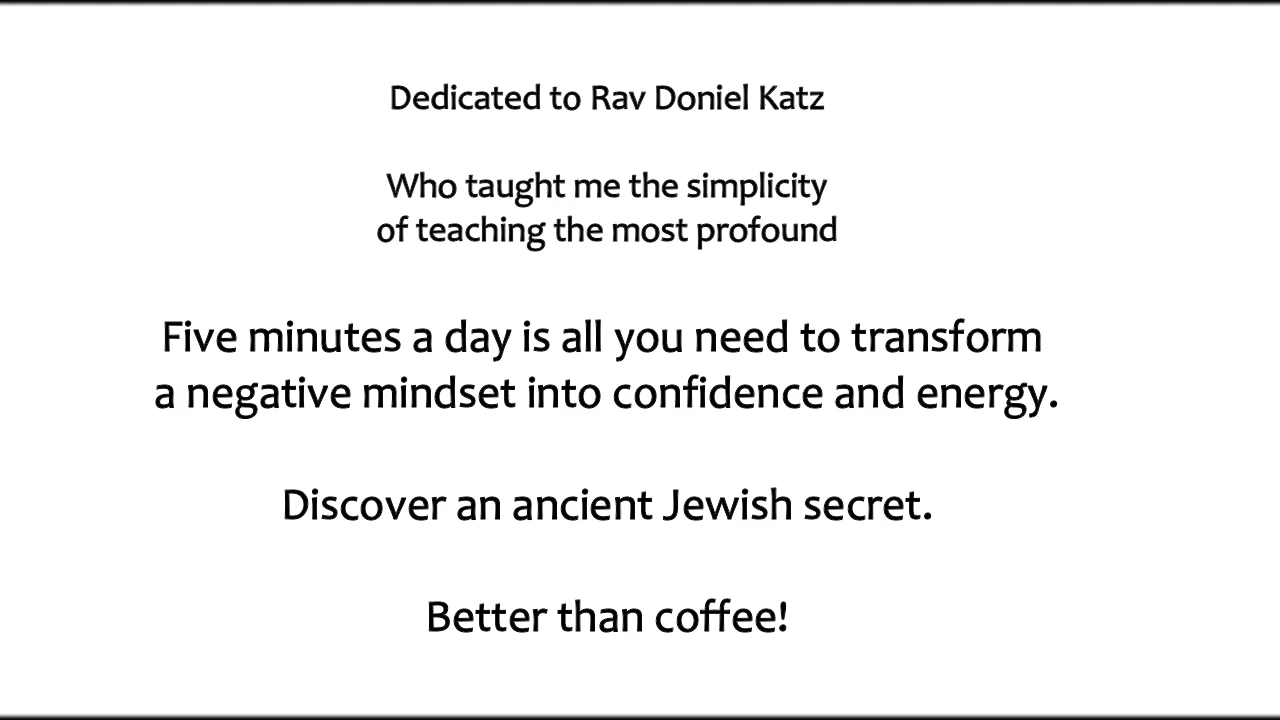 Dedicated to Rav Doniel Katz
Who taught me the simplicity
of teaching the most profound
Five minutes a day is all you need to transform
a negative mindset into confidence and energy.
Discover an ancient Jewish secret.
Better than coffee!